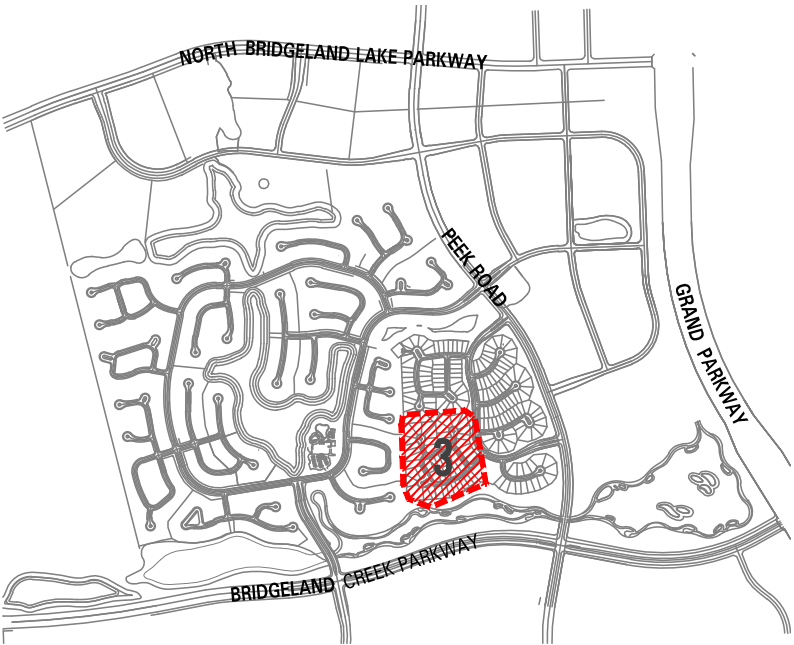 NORTH BRIDGELAND LAKE PARKWAY
PEEK ROAD
GRAND PARKWAY
3
BRIDGELAND CREEK PARKWAY